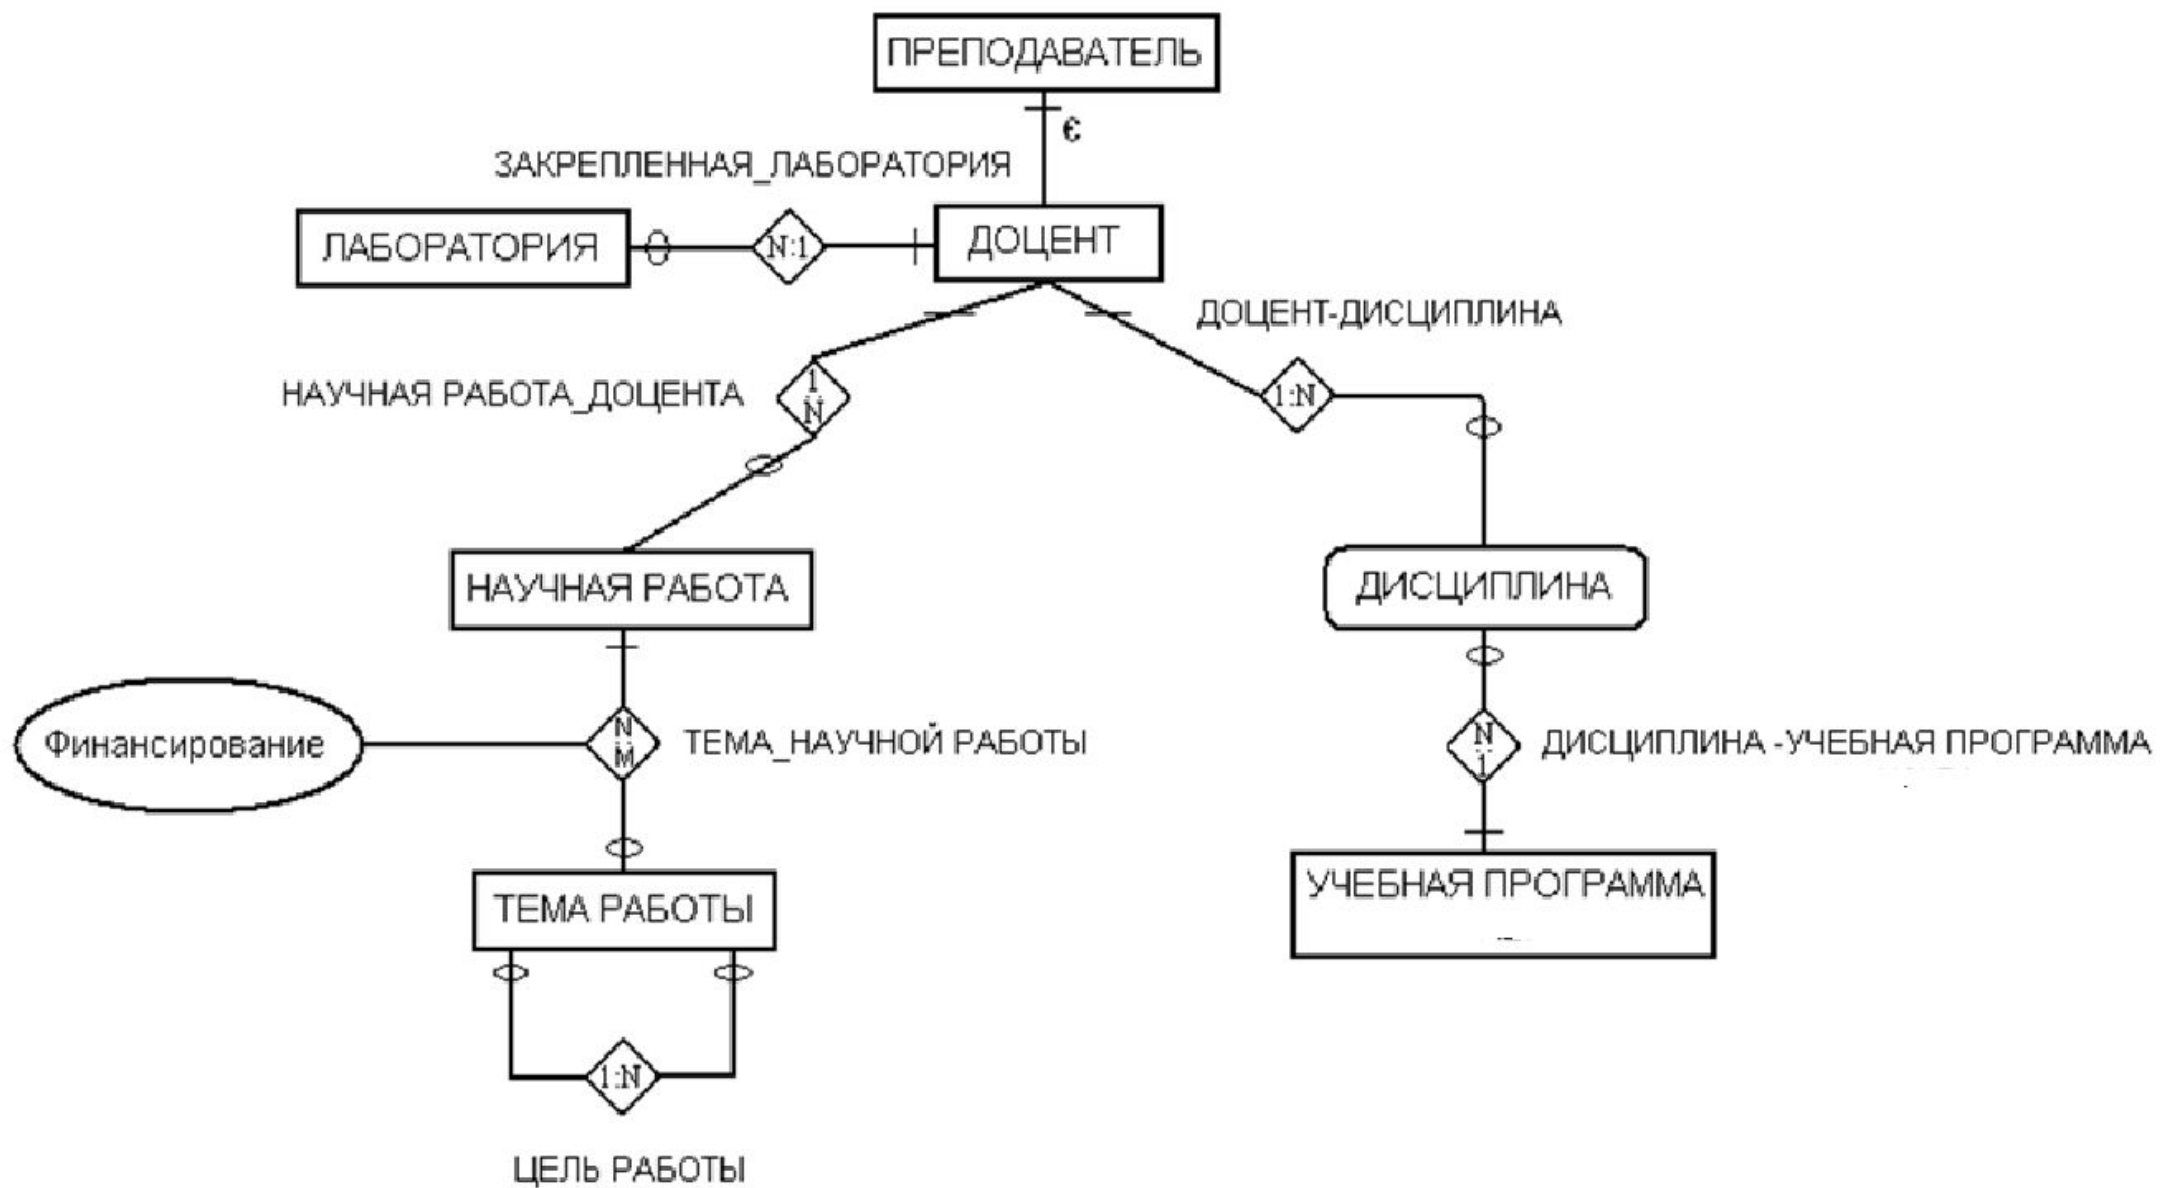 ПРЕПОДАВАТЕЛЬ
є
ЗАКРЕПЛЕННАЯ_ЛАБОРАТОРИЯ
ЛАБОРАТОРИЯ
N:1
ДОЦЕНТ
ДОЦЕНТ-ДИСЦИПЛИНА
НАУЧНАЯ РАБОТА_ДОЦЕНТА
1
N
1:N
НАУЧНАЯ РАБОТА
ДИСЦИПЛИНА
Финансирование
N
M
ТЕМА_НАУЧНОЙ РАБОТЫ
N
1
ДИСЦИПЛИНА -УЧЕБНАЯ ПРОГРАММА
ТЕМА РАБОТЫ
УЧЕБНАЯ ПРОГРАММА
1:N
ЦЕЛЬ РАБОТЫ